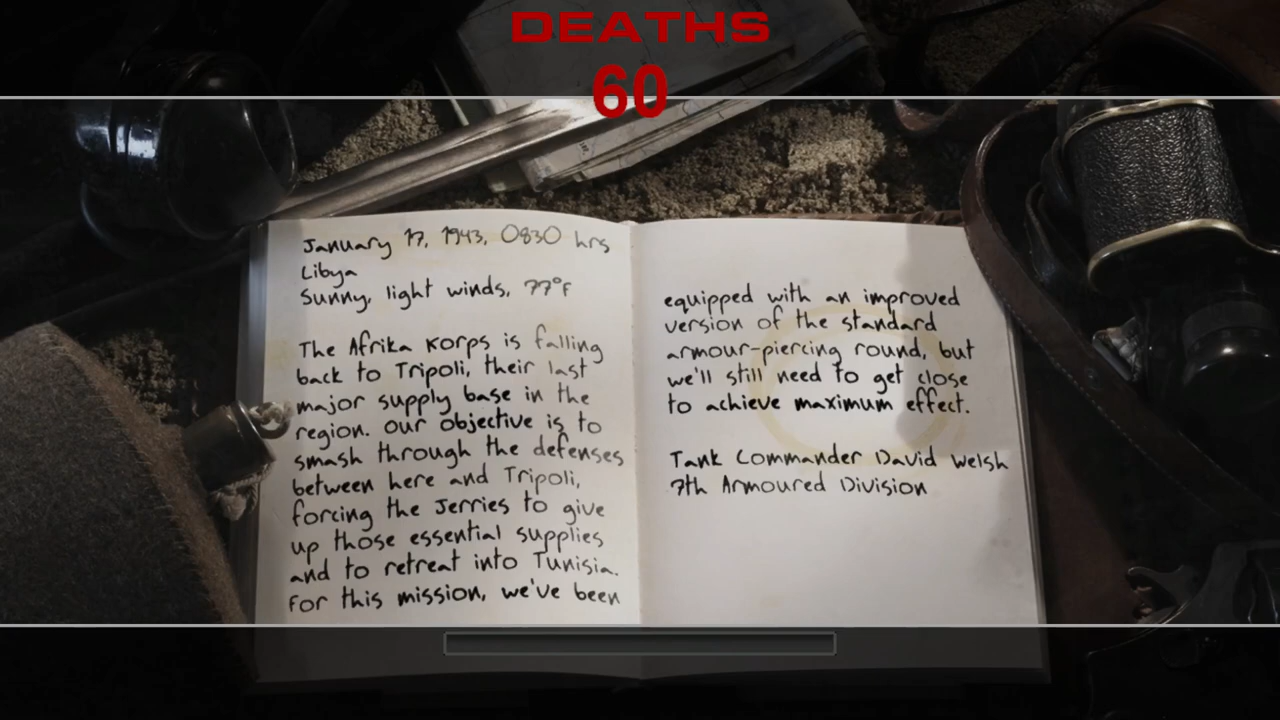 DEATHS
60
January 17, 1943, 0830 hrs
Libya
Sunny, light winds, 77°F
The Afrika Korps is falling
back to Tripoli, their last
major supply base in the
region. Our objective is to
smash through the defenses
between here and Tripoli,
forcing the Jerries to give
up those essential supplies
and to retreat into Tunisia.
For this mission, we've been
equipped with an improved
version of the standard
armour-piercing round, but
we'll still need to get close
to achieve maximum effect.
Tank Commander David Welsh
7th Armoured Division